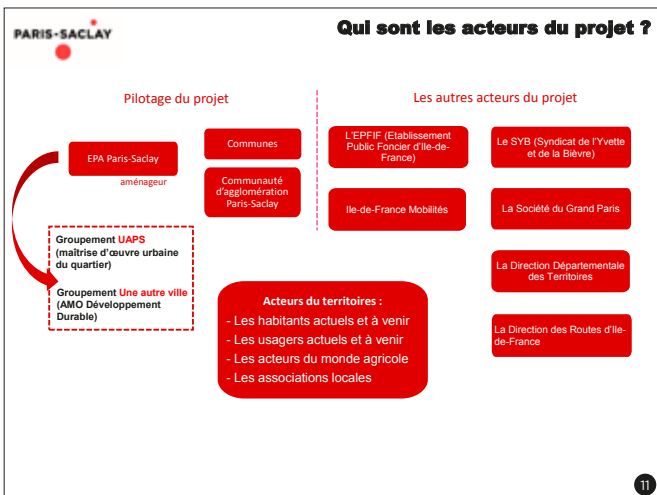 PARIS-SACLAY
Qui sont les acteurs du projet ?
Pilotage du projet
EPA Paris-Saclay
aménageur
Communes
Communauté
d'agglomération
Paris-Saclay
Groupement UAPS
(maîtrise d'œuvre urbaine
du quartier)
Groupement Une autre ville
(AMO Développement
Durable)
Les autres acteurs du projet
L'EPFIF (Etablissement
Public Foncier d'Ile-de-
France)
Le SYB (Syndicat de l'Yvette
et de la Bièvre)
Ile-de-France Mobilités
La Société du Grand Paris
La Direction Départementale
des Territoires
La Direction des Routes d'Ile-
de-France
Acteurs du territoires :
- Les habitants actuels et à venir
- Les usagers actuels et à venir
- Les acteurs du monde agricole
- Les associations locales
11